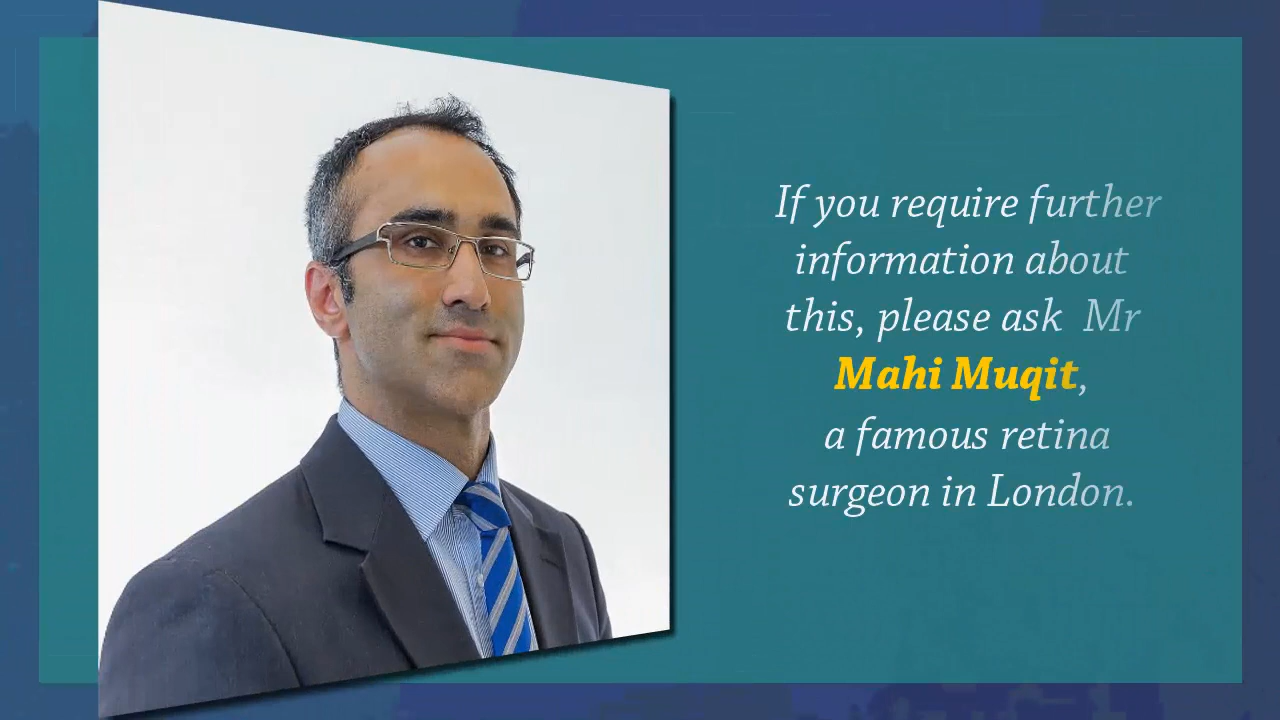 If you require further
information about
this, please ask  Mr
Mahi Muqit,
a famous retina
surgeon in London.